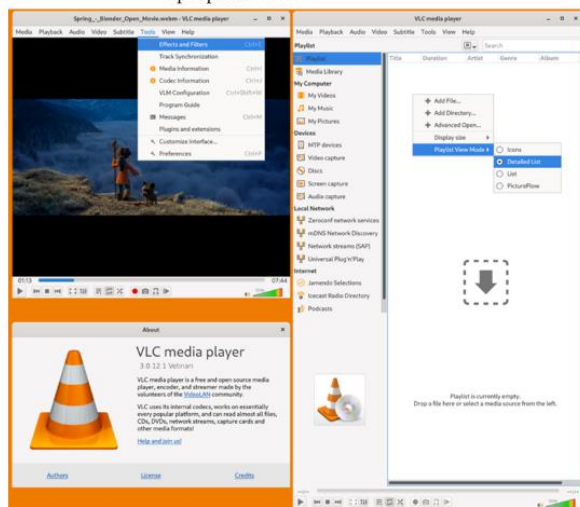 Spring_-_Blender_Open_Movie.webm - VLC media player
Media Playback Audio Video Subtitle Tools View Help
Effects and Filters Ctrl+E
Track Synchronization
Media Information Ctrl+I
Codec Information Ctrl+J
VLM Configuration Ctrl+Shift+W
Program Guide
Messages Ctrl+M
Plugins and extensions
Customize Interface...
Preferences Ctrl+P
01:13 07:44
About
VLC media player
3.0.12.1 Vetinari
VLC media player is a free and open source media
player, encoder, and streamer made by the
volunteers of the VideoLAN community.
VLC uses its internal codecs, works on essentially
every popular platform, and can read almost all files,
CDs, DVDs, network streams, capture cards and
other media formats!
Help and join us!
Authors License Credits
VLC media player
Media Playback Audio Video Subtitle Tools View Help
Playlist Search
Playlist
Title Duration Artist Genre Album
Media Library
My Computer
My Videos
My Music
My Pictures
Devices
MTP devices
Video capture
Discs
Screen capture
Audio capture
Local Network
Zeroconf network services
mDNS Network Discovery
Network streams (SAP)
Universal Plug'n'Play
Internet
Jamendo Selections
Icecast Radio Directory
Podcasts
Add File...
Add Directory...
Advanced Open...
Display size
Playlist View Mode
Icons
Detailed List
List
PictureFlow
Playlist is currently empty.
Drop a file here or select a media source from the left.